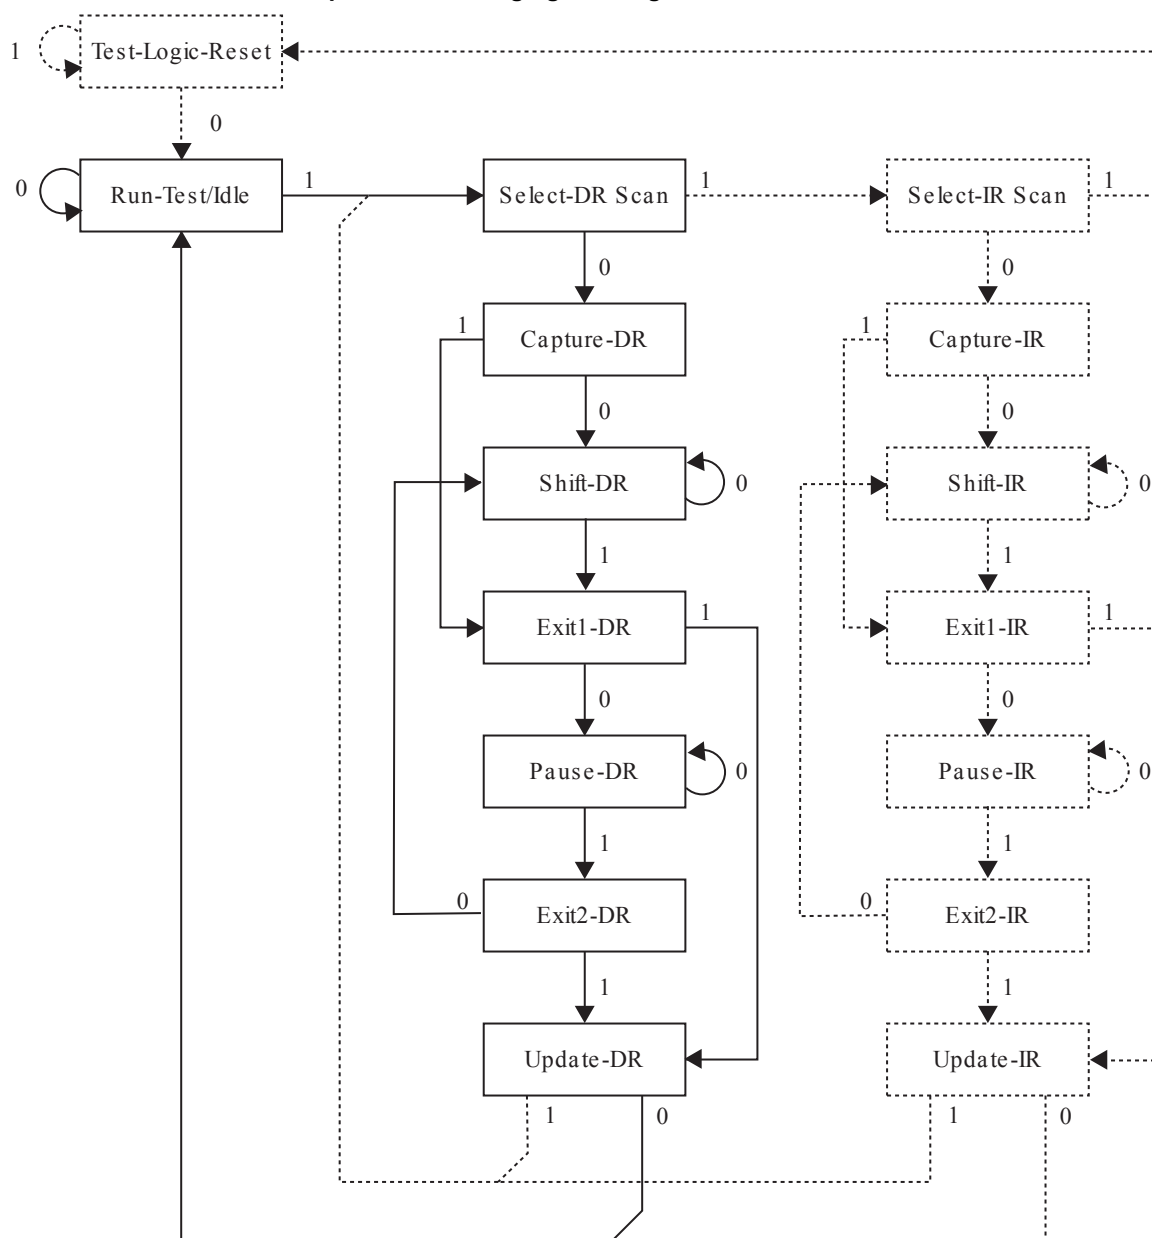 1 Test-Logic-Reset
0
0 Run-Test/Idle 1 Select-DR Scan 1 Select-IR Scan 1
0 0
1 Capture-DR 1 Capture-IR
0 0
Shift-DR 0 Shift-IR 0
1 1
Exit1-DR 1 Exit1-IR 1
0 0
Pause-DR 0 Pause-IR 0
1 1
0 Exit2-DR 0 Exit2-IR
1 1
Update-DR Update-IR
1 0 1 0